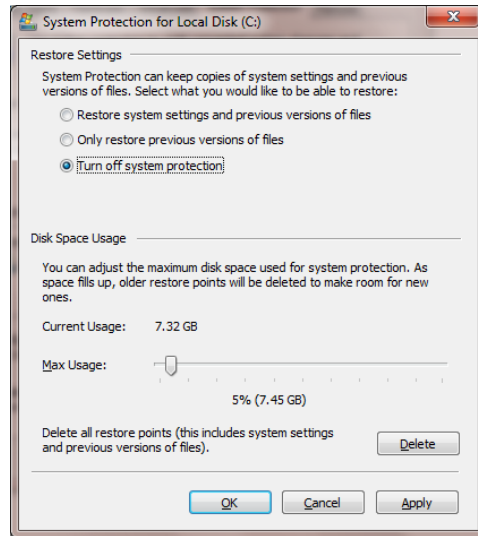 System Protection for Local Disk (C:)
Restore Settings
System Protection can keep copies of system settings and previous
versions of files. Select what you would like to be able to restore:
Restore system settings and previous versions of files
Only restore previous versions of files
Turn off system protection
Disk Space Usage
You can adjust the maximum disk space used for system protection. As
space fills up, older restore points will be deleted to make room for new
ones.
Current Usage: 7.32 GB
Max Usage:
5% (7.45 GB)
Delete all restore points (this includes system settings
and previous versions of files).
Delete
OK Cancel Apply